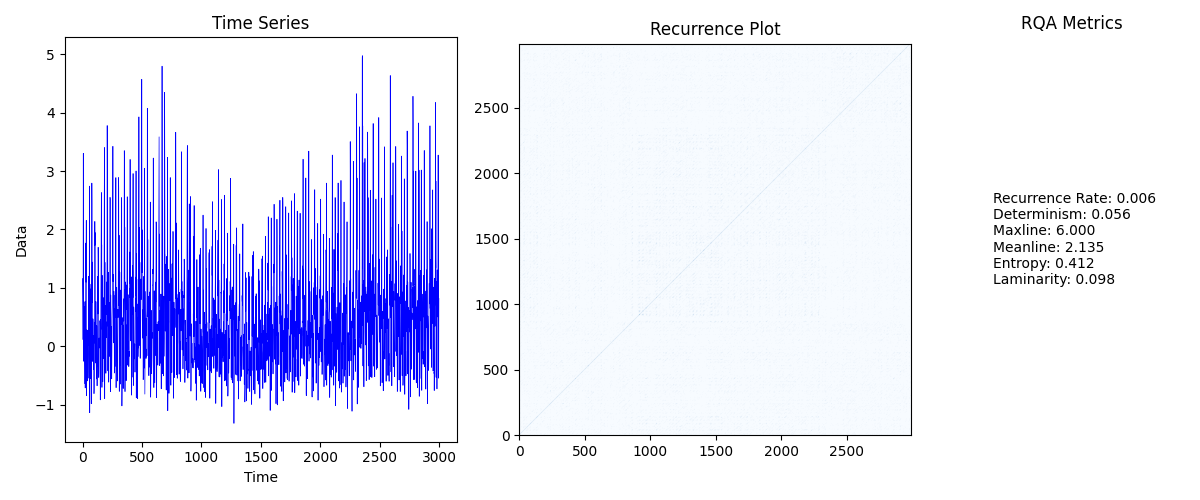 Time Series
Recurrence Plot
RQA Metrics
5
4
3
2
1
0
−1
Data
0
500
1000
1500
2000
2500
3000
Time
2500
2000
1500
1000
500
0
0
500
1000
1500
2000
2500
Recurrence Rate: 0.006
Determinism: 0.056
Maxline: 6.000
Meanline: 2.135
Entropy: 0.412
Laminarity: 0.098